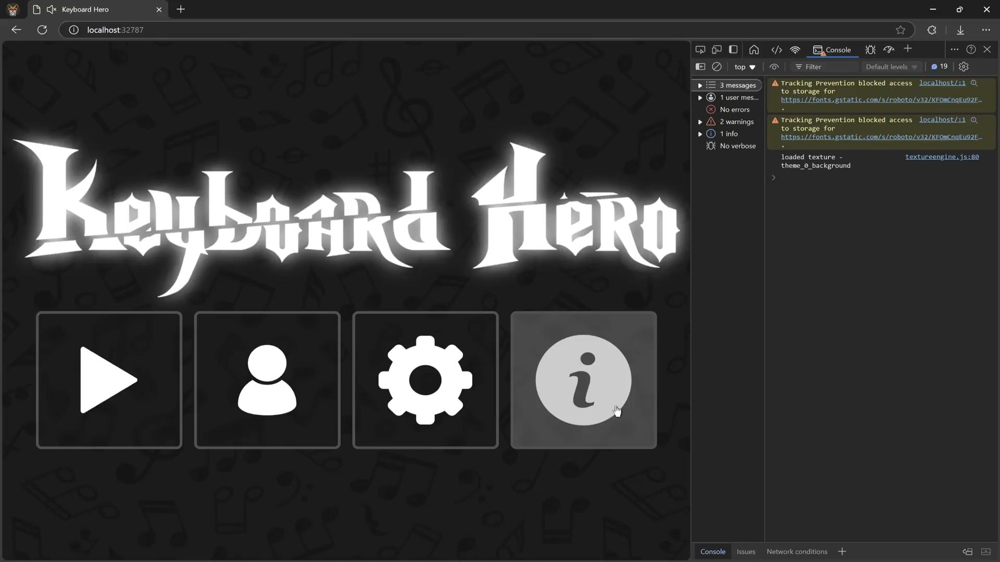 Keyboard Hero
localhost:32787
Keyboard Hero
i
Console
top
Filter
Default levels
19
3 messages
1 user mes...
No errors
2 warnings
1 info
No verbose
Tracking Prevention blocked access localhost/:1
to storage for
https://fonts.gstatic.com/s/roboto/v32/KFOmCnqEu92F…
.
Tracking Prevention blocked access localhost/:1
to storage for
https://fonts.gstatic.com/s/roboto/v32/KFOmCnqEu92F…
.
loaded texture - textureengine.js:80
theme_0_background
Console Issues Network conditions